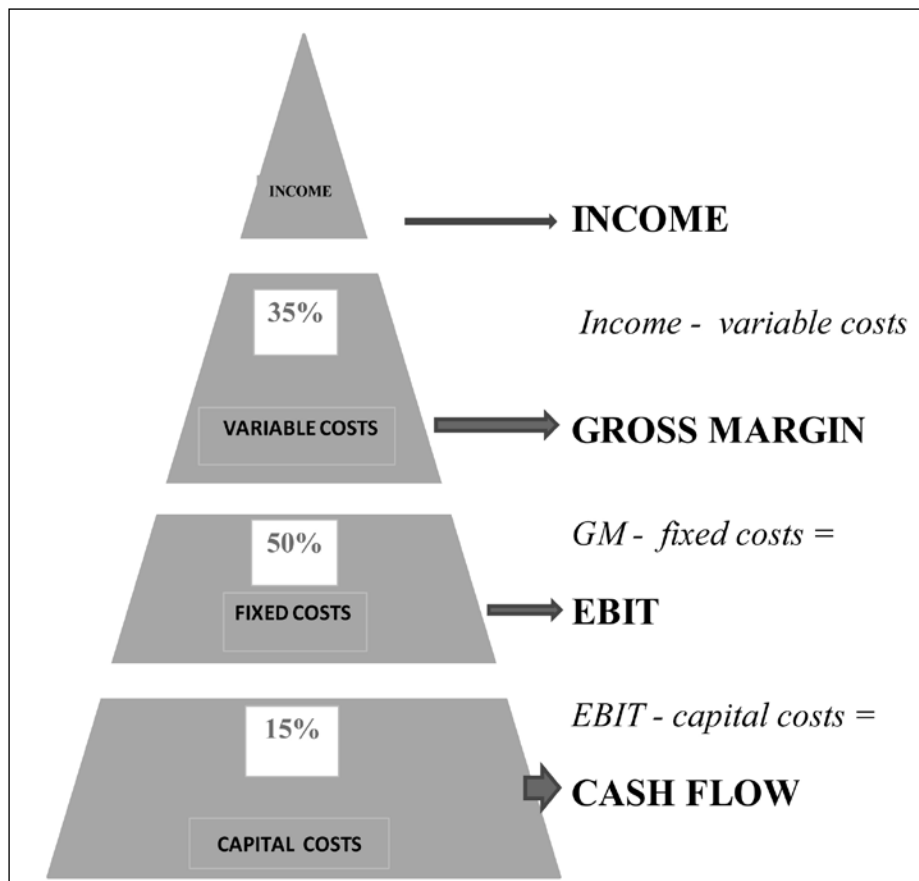 INCOME
INCOME
35%
Income - variable costs
VARIABLE COSTS
GROSS MARGIN
50%
GM - fixed costs =
FIXED COSTS
EBIT
15%
EBIT - capital costs =
CASH FLOW
CAPITAL COSTS